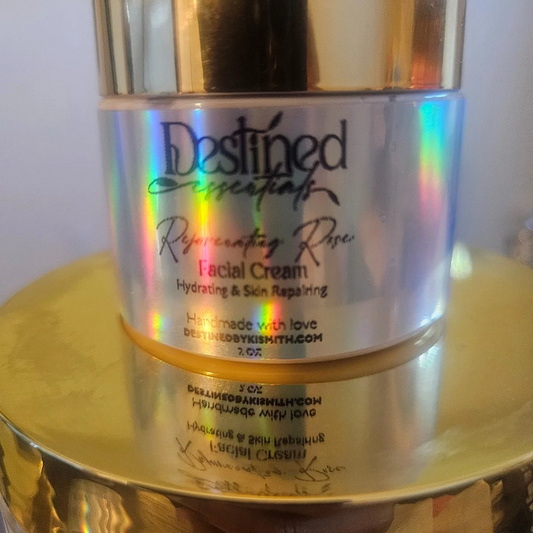 Destined
essentials
Rejuvenating Rose
Facial Cream
Hydrating & Skin Repairing
Handmade with love
DESTINEDBYKISMITH.COM
2 OZ